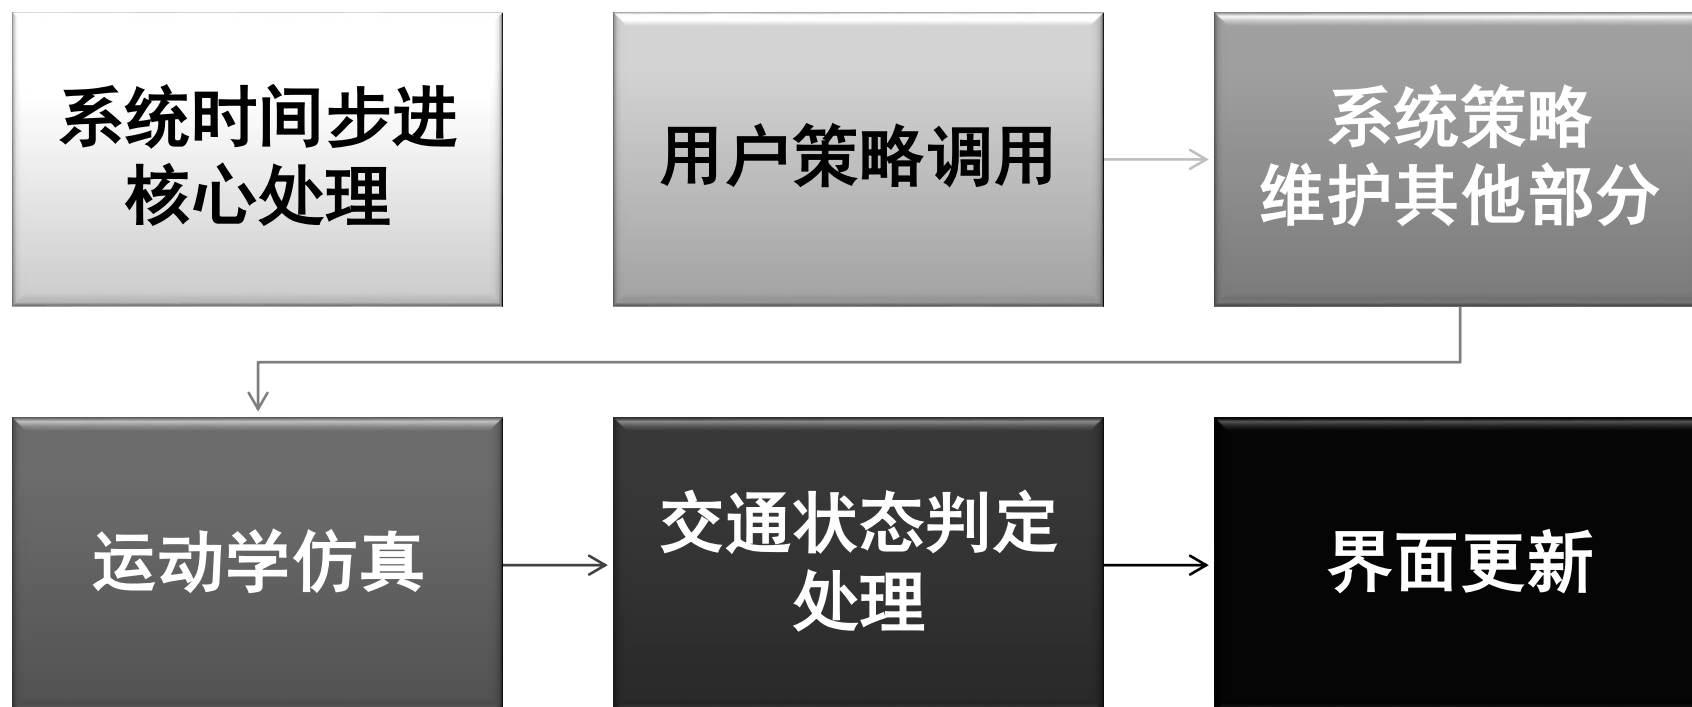 系统时间步进
核心处理
用户策略调用
系统策略
维护其他部分
运动学仿真
交通状态判定
处理
界面更新